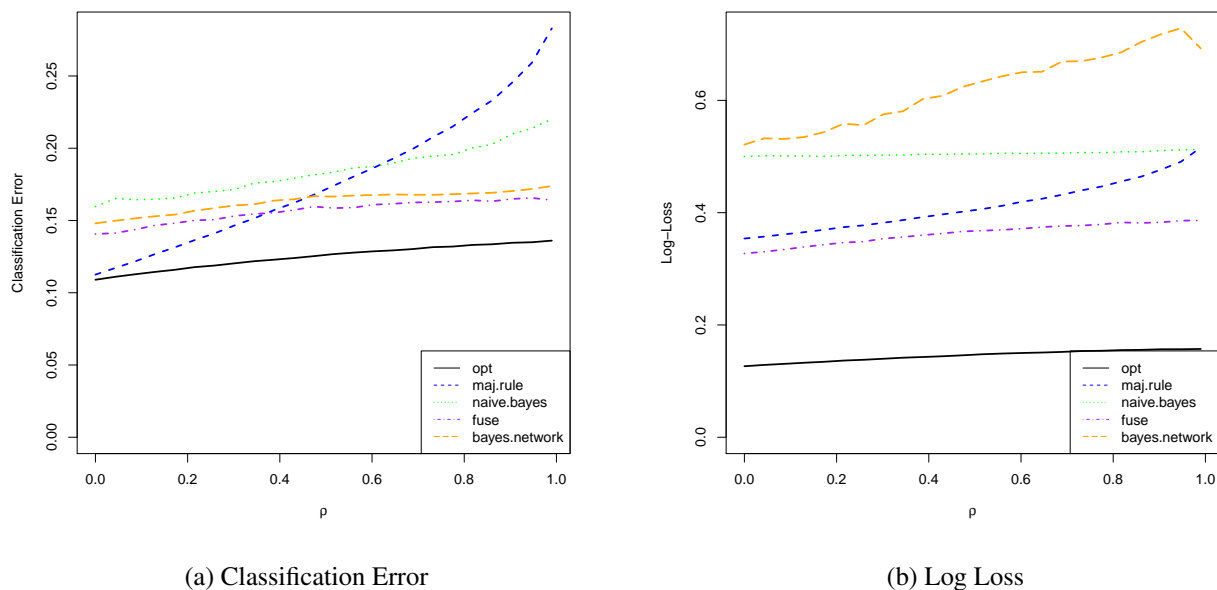 Classification Error
0.25
0.20
0.15
0.10
0.05
0.00
0.0 0.2 0.4 0.6 0.8 1.0
ρ
opt
maj.rule
naive.bayes
fuse
bayes.network
(a) Classification Error
Log−Loss
0.6
0.4
0.2
0.0
0.0 0.2 0.4 0.6 0.8 1.0
ρ
opt
maj.rule
naive.bayes
fuse
bayes.network
(b) Log Loss